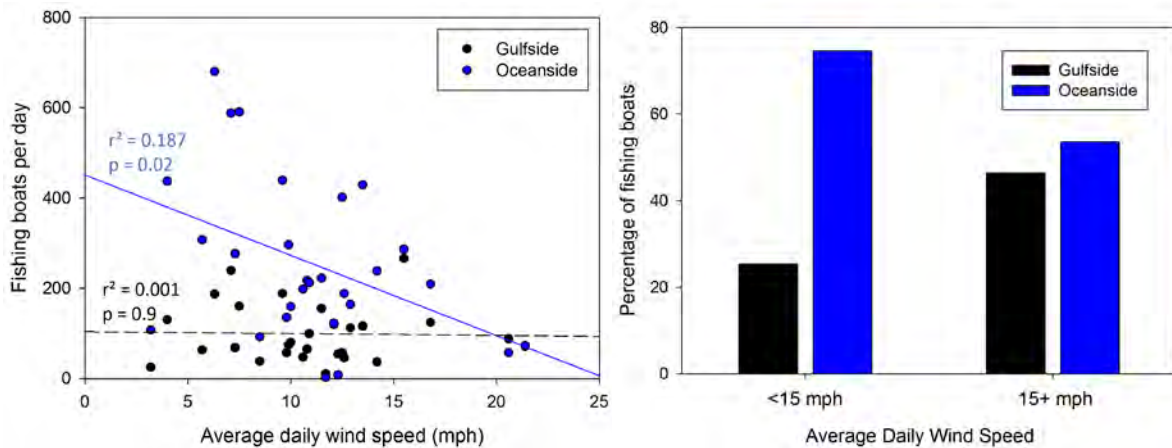 800
600
400
200
0
Fishing boats per day
Gulfside
Oceanside
r² = 0.187
p = 0.02
r² = 0.001
p = 0.9
0 5 10 15 20 25
Average daily wind speed (mph)
80
60
40
20
0
Percentage of fishing boats
Gulfside
Oceanside
<15 mph 15+ mph
Average Daily Wind Speed